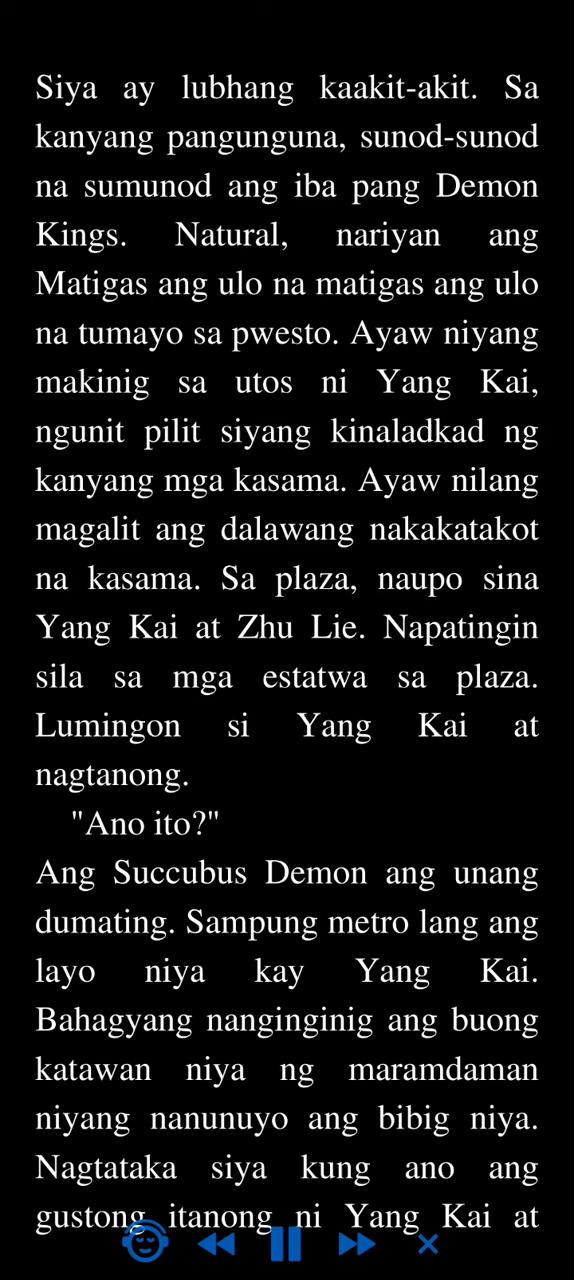 Siya ay lubhang kaakit-akit. Sa
kanyang pangunguna, sunod-sunod
na sumunod ang iba pang Demon
Kings. Natural, nariyan ang
Matigas ang ulo na matigas ang ulo
na tumayo sa pwesto. Ayaw niyang
makinig sa utos ni Yang Kai,
ngunit pilit siyang kinaladkad ng
kanyang mga kasama. Ayaw nilang
magalit ang dalawang nakakatakot
na kasama. Sa plaza, naupo sina
Yang Kai at Zhu Lie. Napatingin
sila sa mga estatwa sa plaza.
Lumingon si Yang Kai at
nagtanong.
"Ano ito?"
Ang Succubus Demon ang unang
dumating. Sampung metro lang ang
layo niya kay Yang Kai.
Bahagyang nanginginig ang buong
katawan niya ng maramdaman
niyang nanunuyo ang bibig niya.
Nagtataka siya kung ano ang
gustong itanong ni Yang Kai at